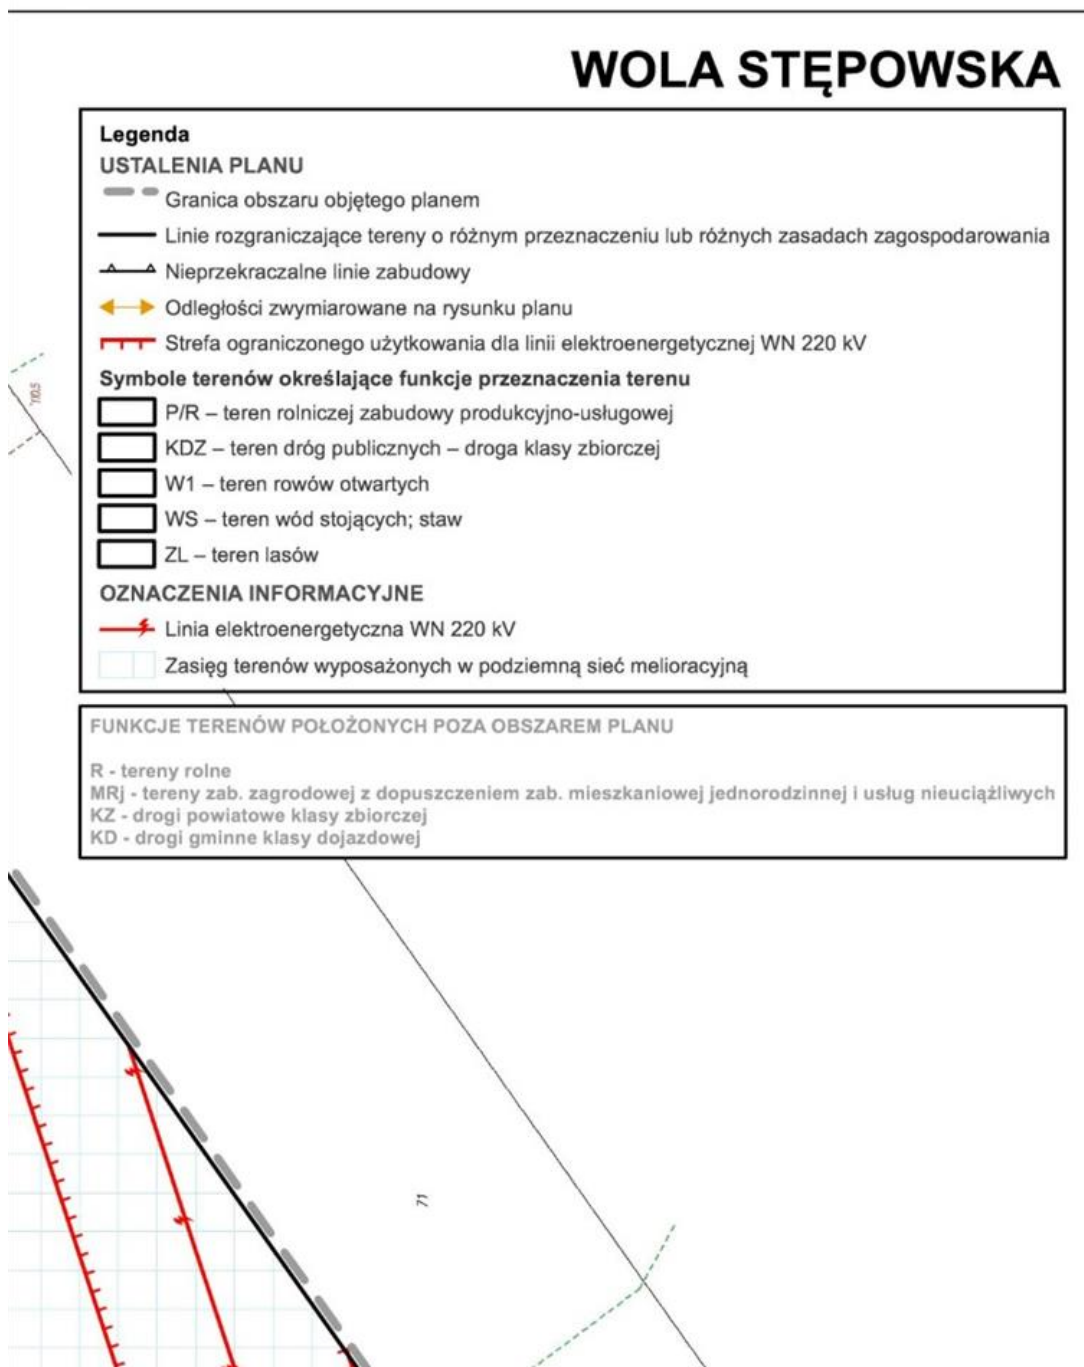 WOLA STĘPOWSKA
Legenda
USTALENIA PLANU
Granica obszaru objętego planem
Linie rozgraniczające tereny o różnym przeznaczeniu lub różnych zasadach zagospodarowania
Nieprzekraczalne linie zabudowy
Odległości zwymiarowane na rysunku planu
Strefa ograniczonego użytkowania dla linii elektroenergetycznej WN 220 kV
Symbole terenów określające funkcje przeznaczenia terenu
P/R – teren rolniczej zabudowy produkcyjno-usługowej
KDZ – teren dróg publicznych – droga klasy zbiorczej
W1 – teren rowów otwartych
WS – teren wód stojących; staw
ZL – teren lasów
OZNACZENIA INFORMACYJNE
Linia elektroenergetyczna WN 220 kV
Zasięg terenów wyposażonych w podziemną sieć melioracyjną
FUNKCJE TERENÓW POŁOŻONYCH POZA OBSZAREM PLANU
R - tereny rolne
MRj - tereny zab. zagrodowej z dopuszczeniem zab. mieszkaniowej jednorodzinnej i usług nieuciążliwych
KZ - drogi powiatowe klasy zbiorczej
KD - drogi gminne klasy dojazdowej
71